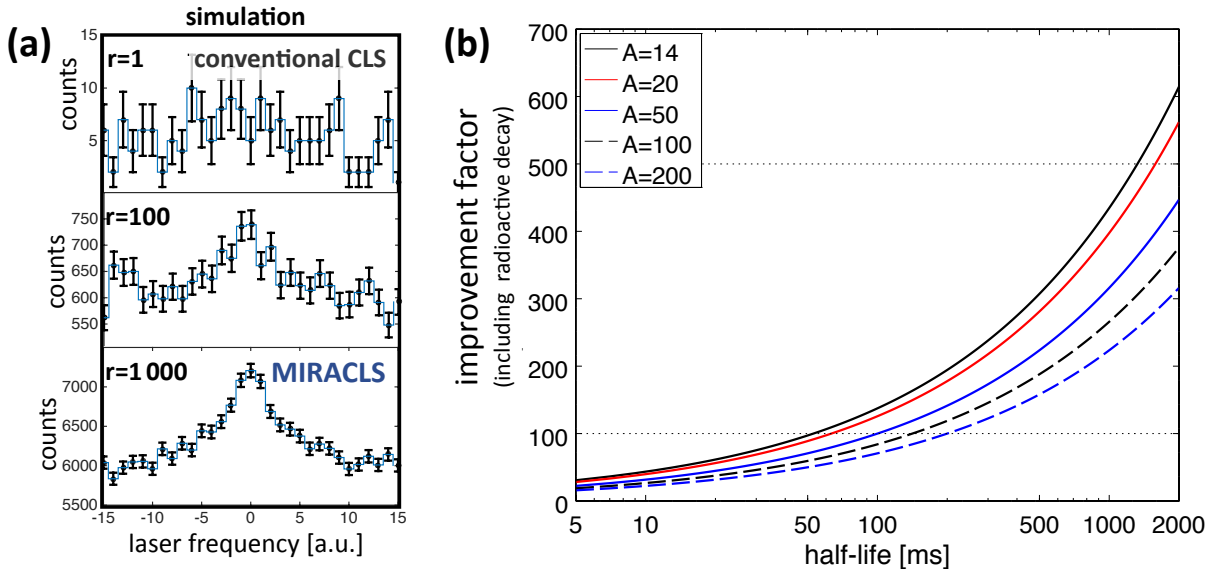 simulation
(a)
r=1
conventional CLS
15
10
5
counts
r=100
750
700
650
600
550
counts
r=1 000
MIRACLS
7000
6500
6000
5500
counts
-15 -10 -5 0 5 10 15
laser frequency [a.u.]
(b)
700
600
500
400
300
200
100
0
improvement factor
(including radioactive decay)
A=14
A=20
A=50
A=100
A=200
5 10 50 100 500 1000 2000
half-life [ms]